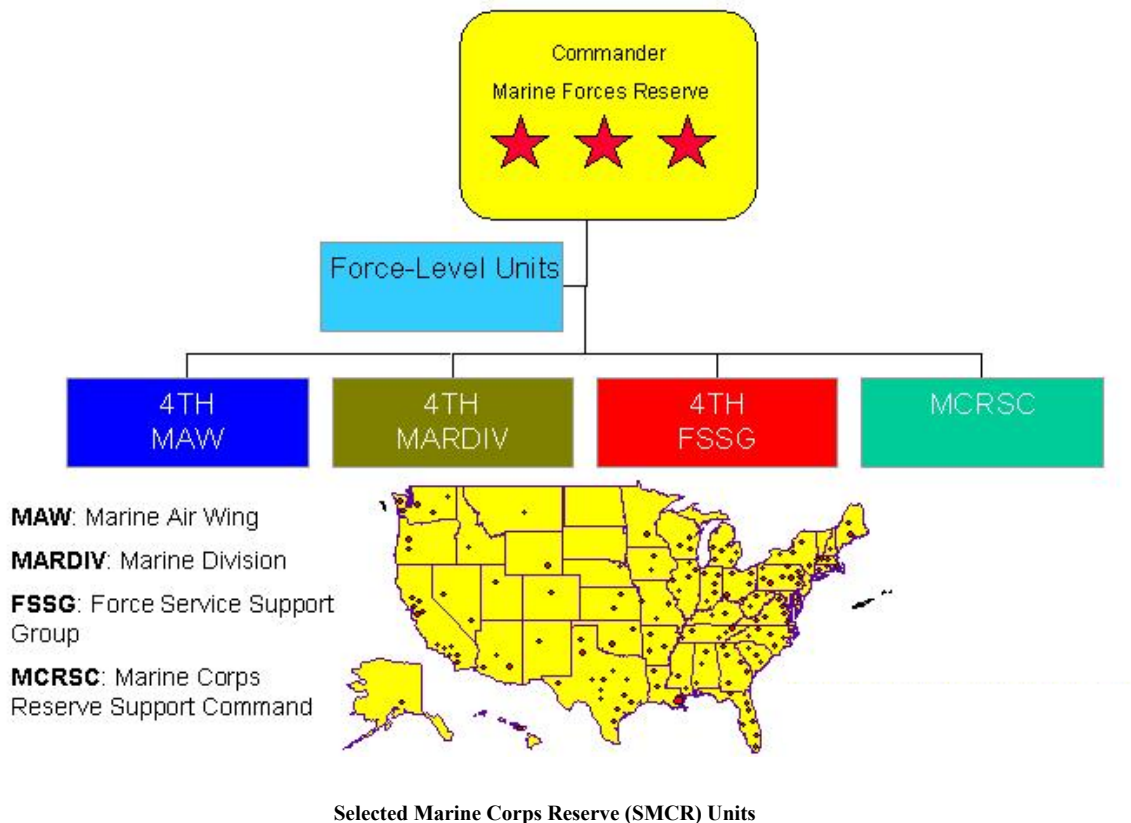 Commander
Marine Forces Reserve
Force-Level Units
4TH
MAW
4TH
MARDIV
4TH
FSSG
MCRSC
MAW: Marine Air Wing
MARDIV: Marine Division
FSSG: Force Service Support
Group
MCRSC: Marine Corps
Reserve Support Command
Selected Marine Corps Reserve (SMCR) Units